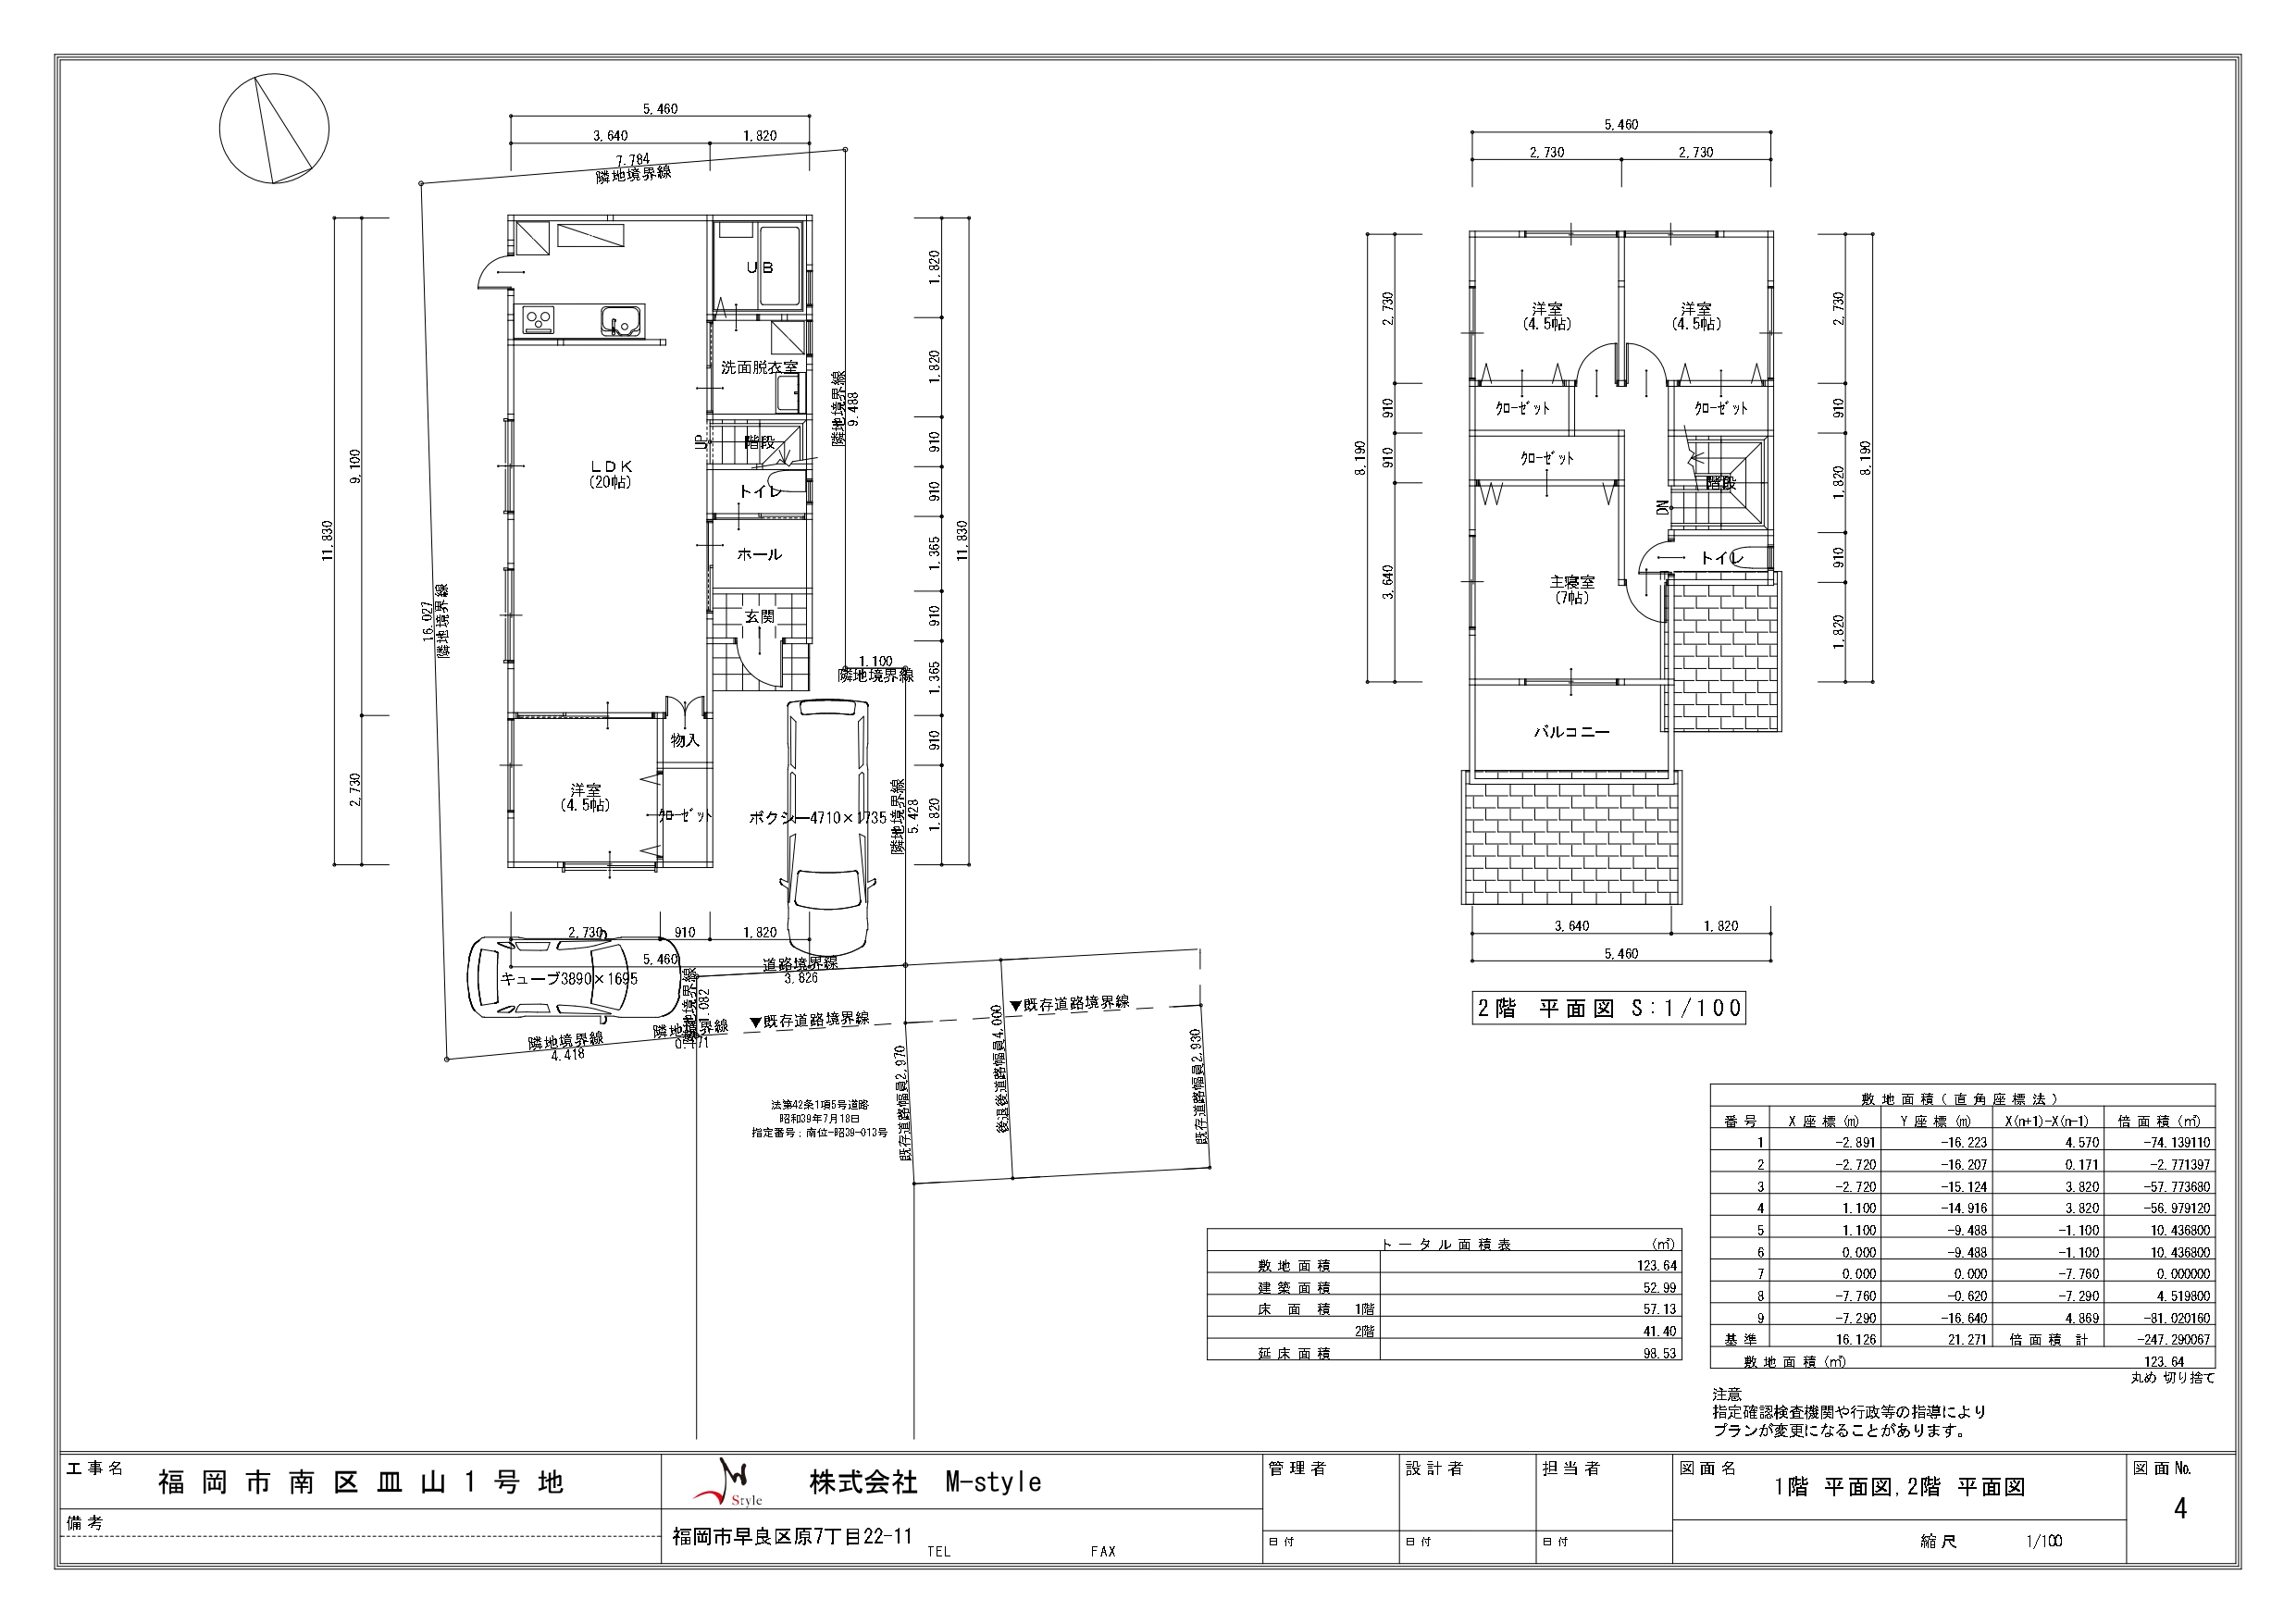 5,460
3,640
1,820
7.784
隣地境界線
11,830
9,100
2,730
16.027
隣地境界線
UB
洗面脱衣室
UP
階段
トイレ
ホール
玄関
LDK
(20帖)
物入
洋室
(4.5帖)
クローゼット
隣地境界線
9.488
1.100
隣地境界線
1,820
1,820
910
910
1,365
910
1,365
910
1,820
11,830
ボクシー4710×1735
隣地境界線
5.428
2,730
910
1,820
5,460
キューブ3890×1695
道路境界線
3.826
隣地境界線
1.082
隣地境界線
0.171
隣地境界線
4.418
▼既存道路境界線
▼既存道路境界線
既存道路幅員2,970
後退後道路幅員4,000
既存道路幅員2,930
法第42条1項5号道路
昭和39年7月18日
指定番号:南位-昭39-013号
5,460
2,730
2,730
8,190
2,730
910
910
3,640
洋室
(4.5帖)
洋室
(4.5帖)
クローゼット
クローゼット
クローゼット
階段
DN
トイレ
主寝室
(7帖)
バルコニー
2,730
910
1,820
910
1,820
8,190
3,640
1,820
5,460
2階 平面図 S:1/100
トータル面積表 (㎡)
敷地面積 123.64
建築面積 52.99
床面積 1階 57.13
2階 41.40
延床面積 98.53
敷地面積(直角座標法)
番号 X座標(m) Y座標(m) X(n+1)-X(n-1) 倍面積(㎡)
1 -2.891 -16.223 4.570 -74.139110
2 -2.720 -16.207 0.171 -2.771397
3 -2.720 -15.124 3.820 -57.773680
4 1.100 -14.916 3.820 -56.979120
5 1.100 -9.488 -1.100 10.436800
6 0.000 -9.488 -1.100 10.436800
7 0.000 0.000 -7.760 0.000000
8 -7.760 -0.620 -7.290 4.519800
9 -7.290 -16.640 4.869 -81.020160
基準 16.126 21.271 倍面積 計 -247.290067
敷地面積(㎡) 123.64
丸め 切り捨て
注意
指定確認検査機関や行政等の指導により
プランが変更になることがあります。
工事名 福岡市南区皿山1号地
備考
Style
株式会社 M-style
福岡市早良区原7丁目22-11 TEL FAX
管理者
日付
設計者
日付
担当者
日付
図面名
1階 平面図,2階 平面図
縮尺 1/100
図面No.
4